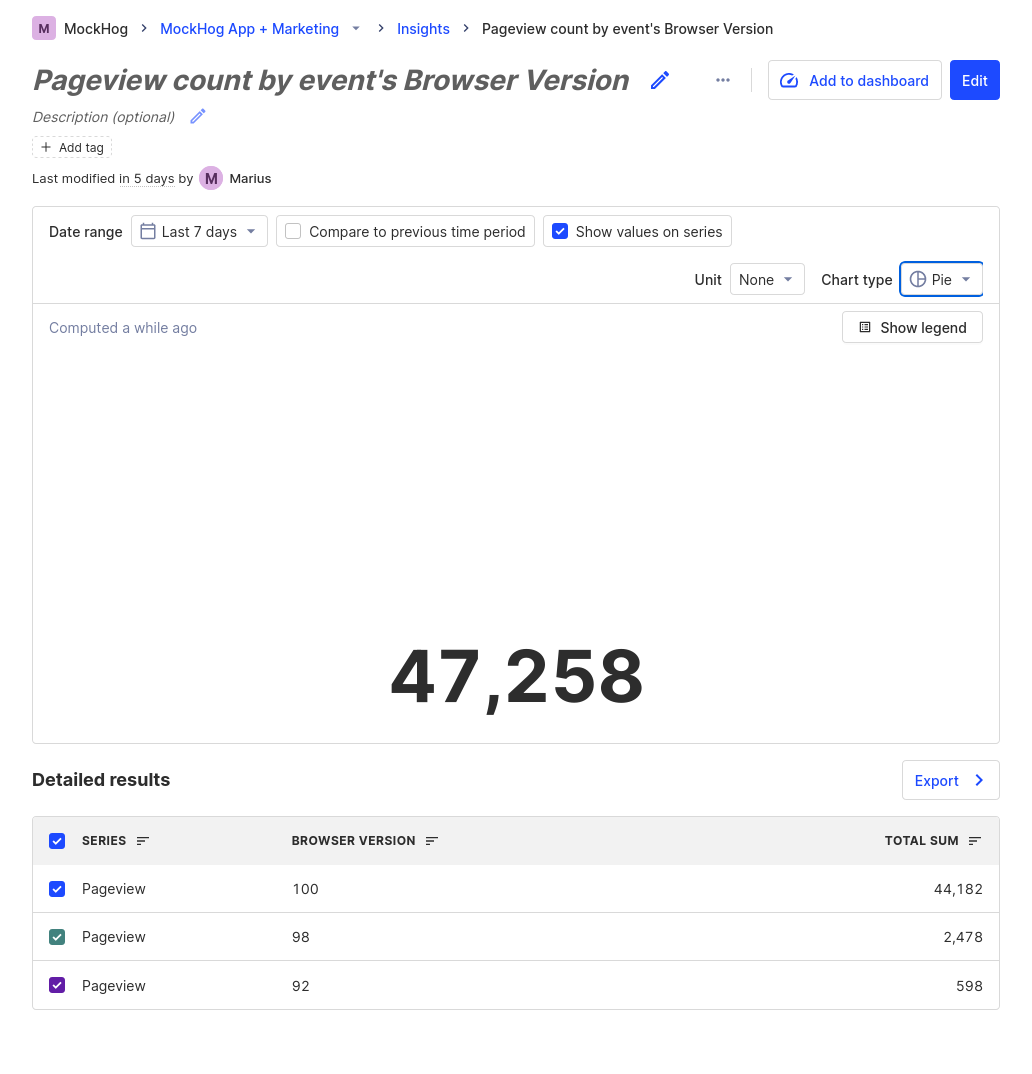 M MockHog > MockHog App + Marketing > Insights > Pageview count by event's Browser Version
Pageview count by event's Browser Version
Add to dashboard
Edit
Description (optional)
+ Add tag
Last modified in 5 days by M Marius
Date range Last 7 days Compare to previous time period Show values on series
Unit None Chart type Pie
Computed a while ago Show legend
47,258
Detailed results Export
SERIES BROWSER VERSION TOTAL SUM
Pageview 100 44,182
Pageview 98 2,478
Pageview 92 598